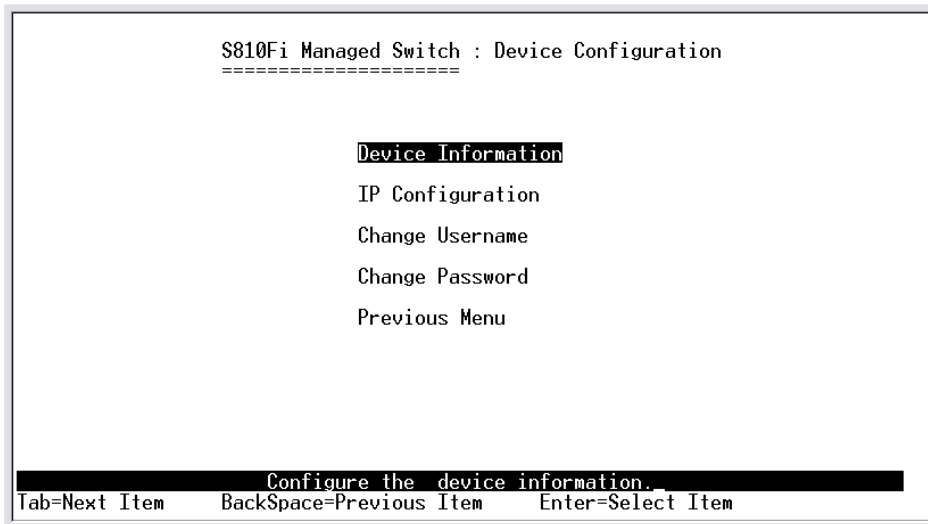 S810Fi Managed Switch : Device Configuration
=====================
Device Information
IP Configuration
Change Username
Change Password
Previous Menu
Configure the  device information._
Tab=Next Item     BackSpace=Previous Item     Enter=Select Item